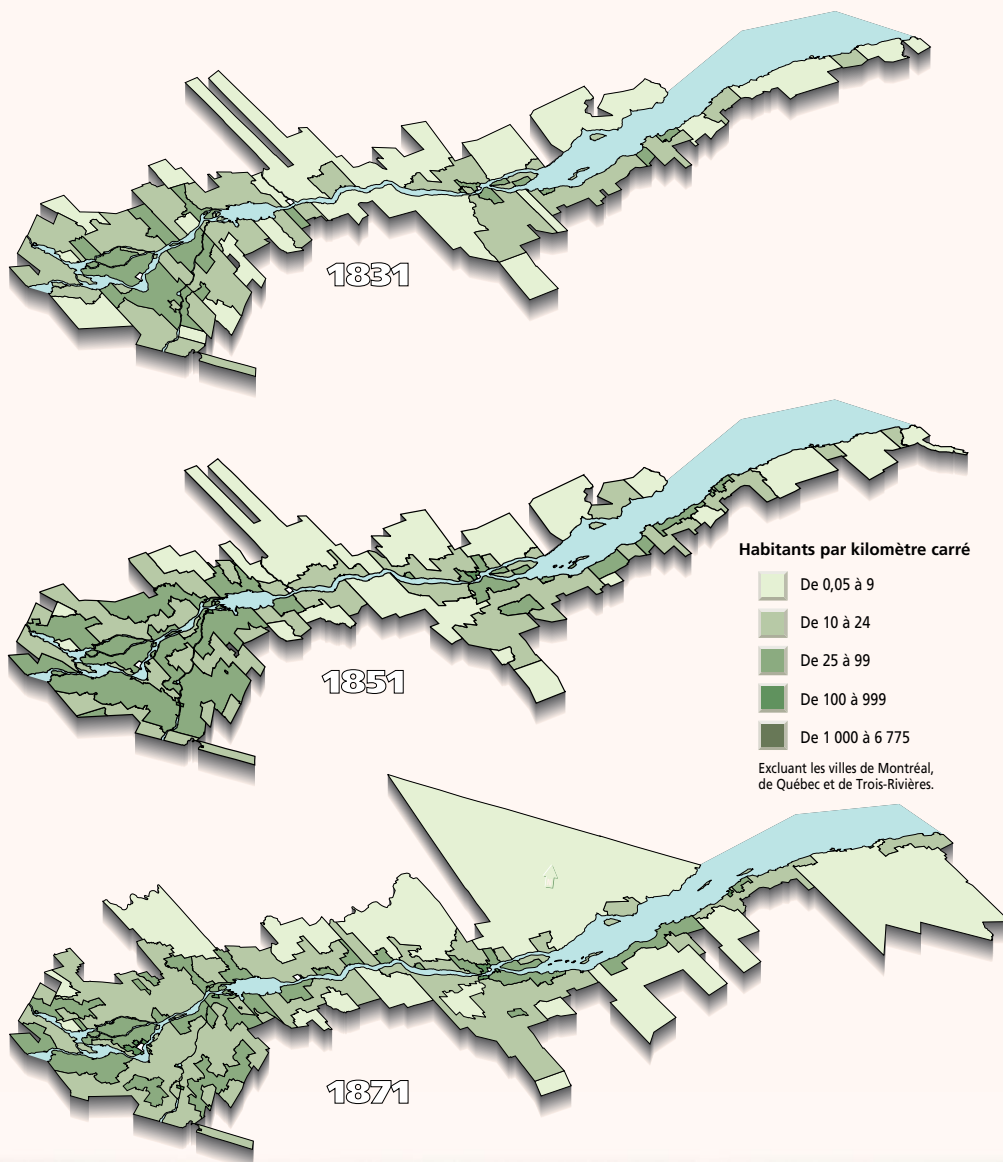 1831
1851
Habitants par kilomètre carré
De 0,05 à 9
De 10 à 24
De 25 à 99
De 100 à 999
De 1 000 à 6 775
Excluant les villes de Montréal,
de Québec et de Trois-Rivières.
1871